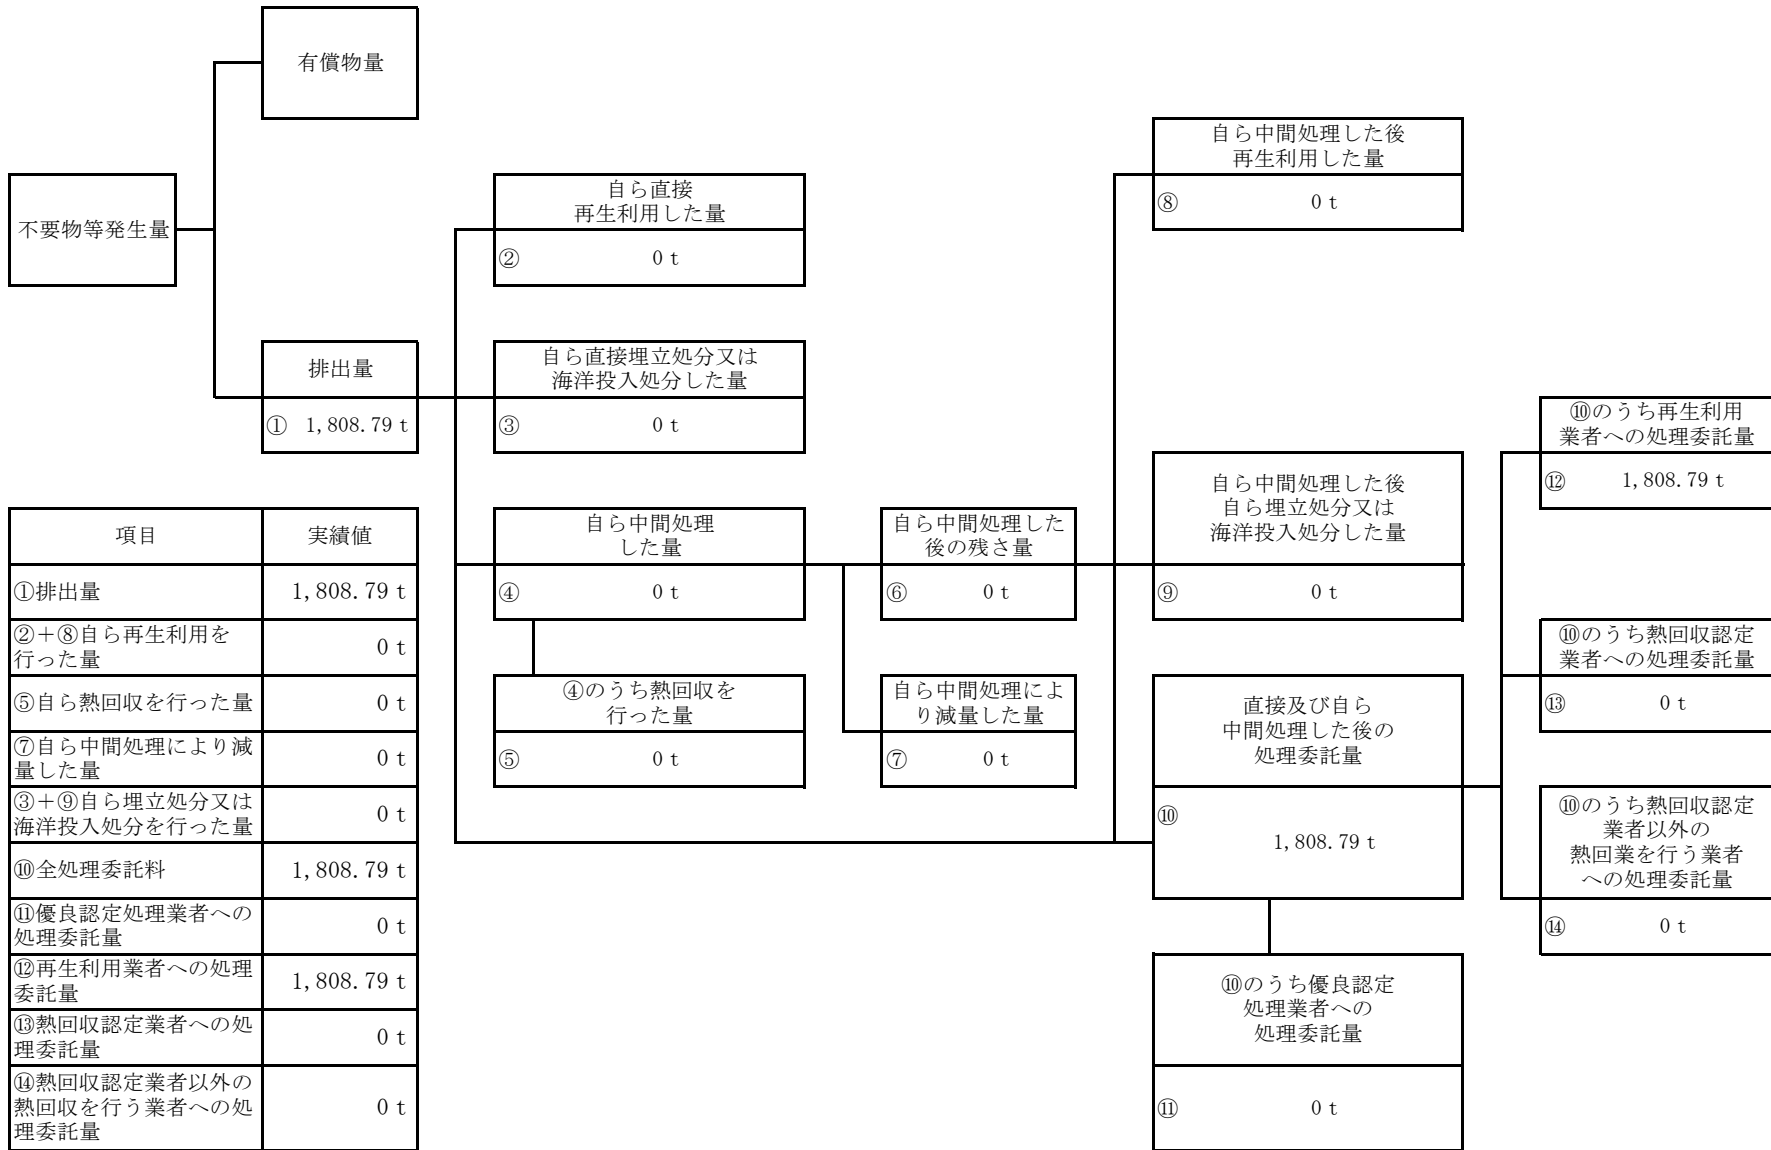 有償物量
不要物等発生量
排出量
① 1,808.79 t
自ら直接
再生利用した量
② 0 t
自ら直接埋立処分又は
海洋投入処分した量
③ 0 t
自ら中間処理
した量
④ 0 t
④のうち熱回収を
行った量
⑤ 0 t
自ら中間処理した
後の残さ量
⑥ 0 t
自ら中間処理によ
り減量した量
⑦ 0 t
自ら中間処理した後
再生利用した量
⑧ 0 t
自ら中間処理した後
自ら埋立処分又は
海洋投入処分した量
⑨ 0 t
直接及び自ら
中間処理した後の
処理委託量
⑩
1,808.79 t
⑩のうち優良認定
処理業者への
処理委託量
⑪ 0 t
⑩のうち再生利用
業者への処理委託量
⑫ 1,808.79 t
⑩のうち熱回収認定
業者への処理委託量
⑬ 0 t
⑩のうち熱回収認定
業者以外の
熱回業を行う業者
への処理委託量
⑭ 0 t
項目 実績値
①排出量 1,808.79 t
②+⑧自ら再生利用を
行った量 0 t
⑤自ら熱回収を行った量 0 t
⑦自ら中間処理により減
量した量 0 t
③+⑨自ら埋立処分又は
海洋投入処分を行った量 0 t
⑩全処理委託料 1,808.79 t
⑪優良認定処理業者への
処理委託量 0 t
⑫再生利用業者への処理
委託量 1,808.79 t
⑬熱回収認定業者への処
理委託量 0 t
⑭熱回収認定業者以外の
熱回収を行う業者への処
理委託量 0 t